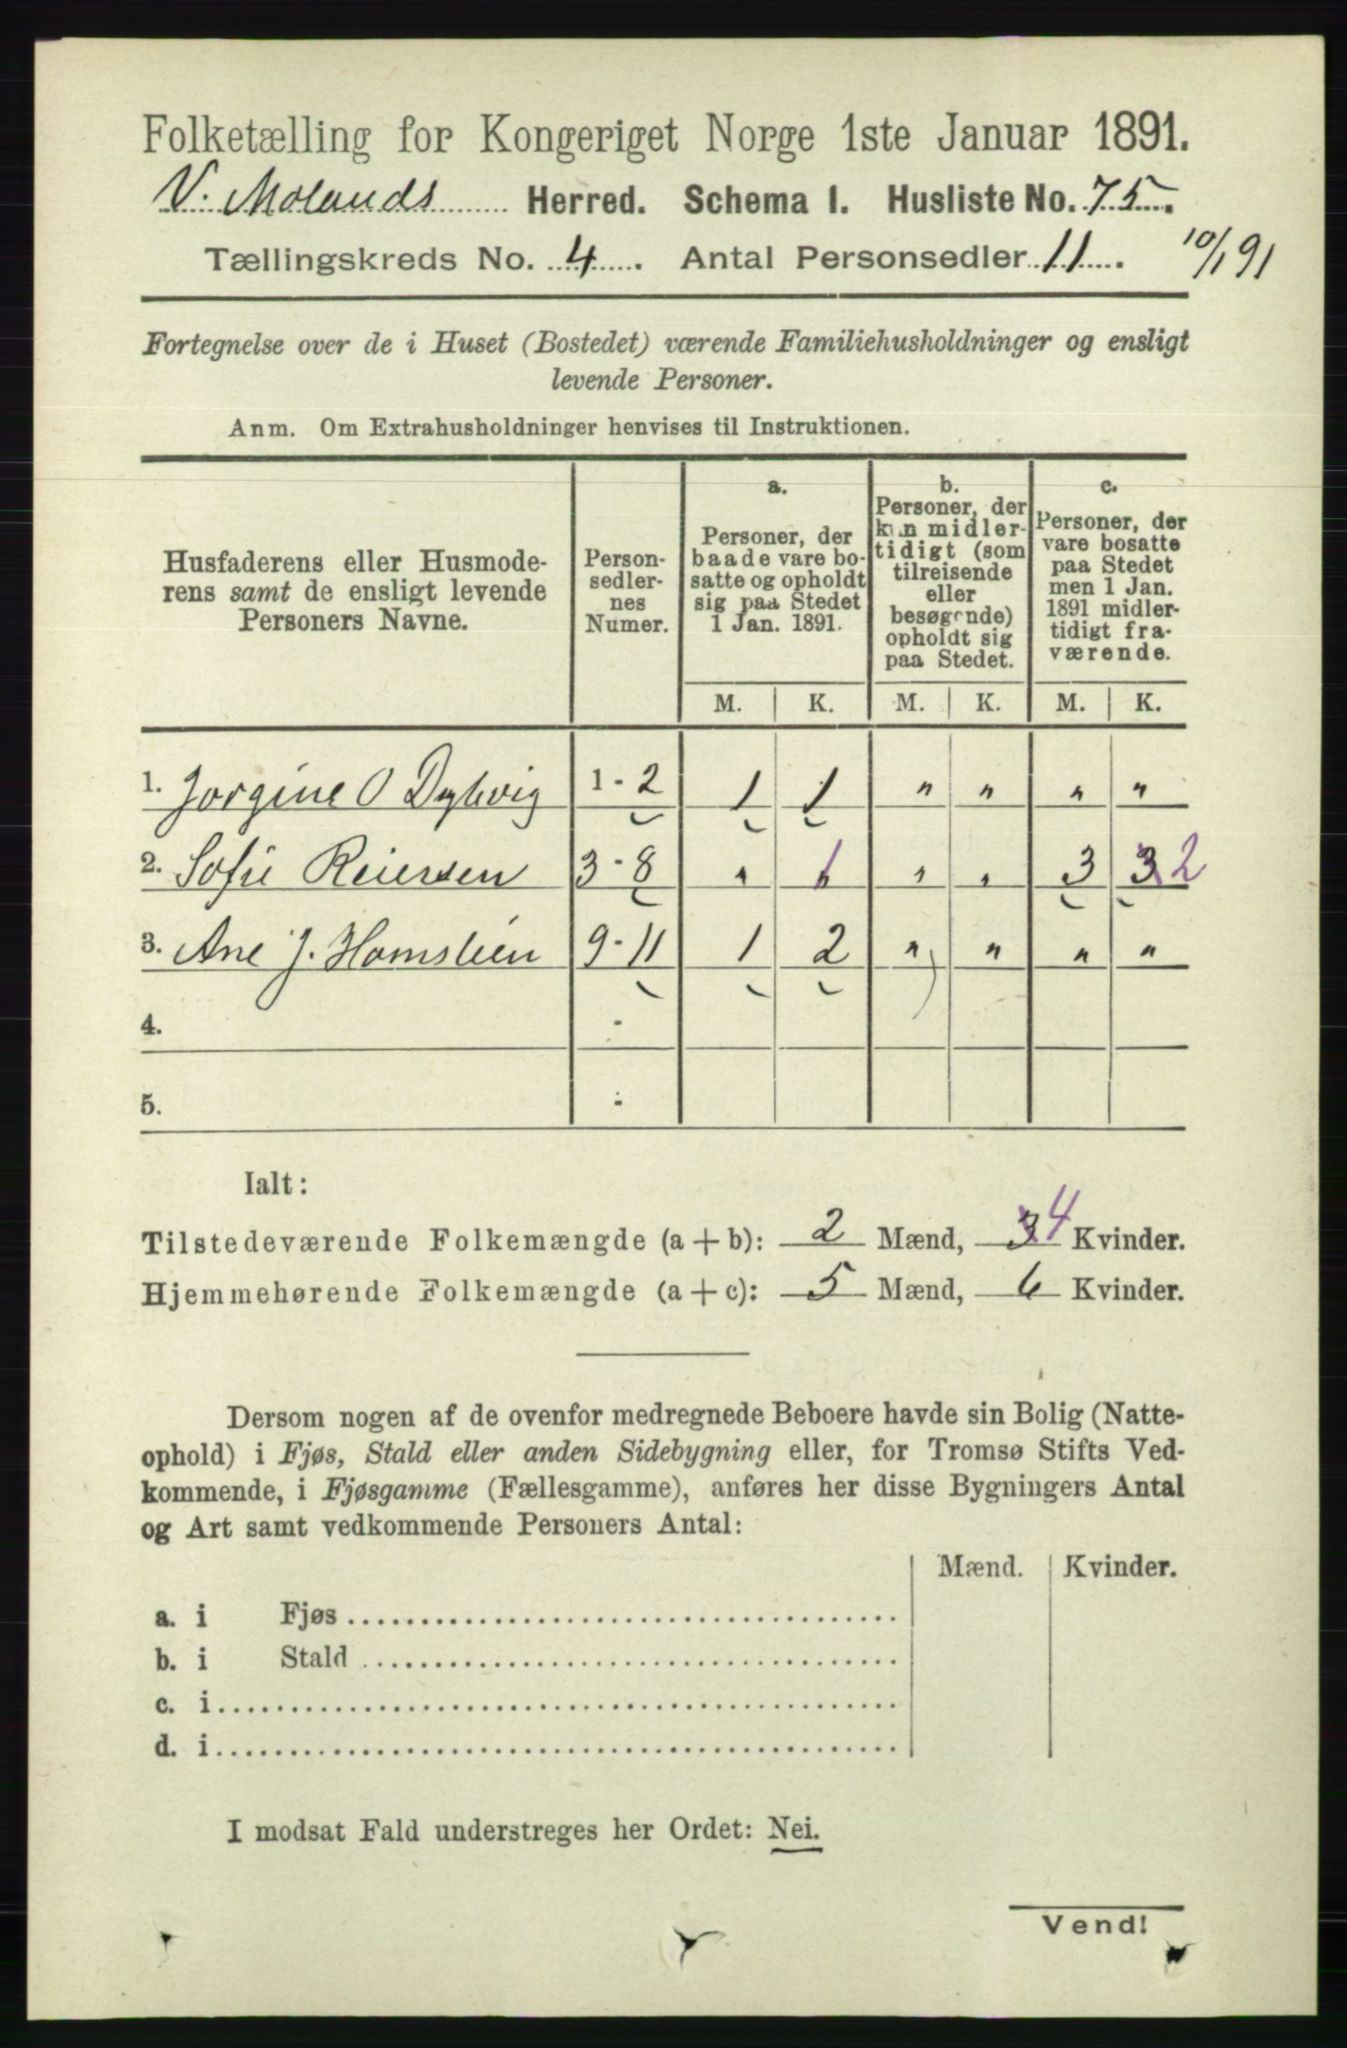 Folketælling for Kongeriget Norge 1ste Januar 1891.
V. Molands Herred. Schema I. Husliste No. 75.
Tællingskreds No. 4. Antal Personsedler 11. 10/1 91
Fortegnelse over de i Huset (Bostedet) værende Familiehusholdninger og ensligt
levende Personer.
Anm. Om Extrahusholdninger henvises til Instruktionen.
Husfaderens eller Husmode-
rens samt de ensligt levende
Personers Navne.
Person-
sedler-
nes
Numer.
a.
Personer, der
baade vare bo-
satte og opholdt
sig paa Stedet
1 Jan. 1891.
b.
Personer, der
kun midler-
tidigt (som
tilreisende
eller
besøgende)
opholdt sig
paa Stedet.
c.
Personer, der
vare bosatte
paa Stedet
men 1 Jan.
1891 midler-
tidigt fra-
værende.
M. K. M. K. M. K.
1. Jorgine O Dybvig 1 - 2 1 1 " " " "
2. Sofie Reiersen 3 - 8 " 1 " " 3 3 2
3. Ane J. Homslien 9 - 11 1 2 " " " "
4. -
5. -
Ialt:
Tilstedeværende Folkemængde (a + b): 2 Mænd, 3 4 Kvinder.
Hjemmehørende Folkemængde (a + c): 5 Mænd, 6 Kvinder.
Dersom nogen af de ovenfor medregnede Beboere havde sin Bolig (Natte-
ophold) i Fjøs, Stald eller anden Sidebygning eller, for Tromsø Stifts Ved-
kommende, i Fjøsgamme (Fællesgamme), anføres her disse Bygningers Antal
og Art samt vedkommende Personers Antal:
Mænd. Kvinder.
a. i Fjøs
b. i Stald
c. i
d. i
I modsat Fald understreges her Ordet: Nei.
Vend!